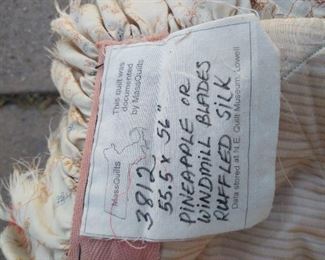 This quilt was
documented
by MassQuilts
MassQuilts
3812
55.5 x 56"
PINEAPPLE OR
WINDMILL BLADES
RUFFLED SILK
Data stored at N.E. Quilt Museum, Lowell